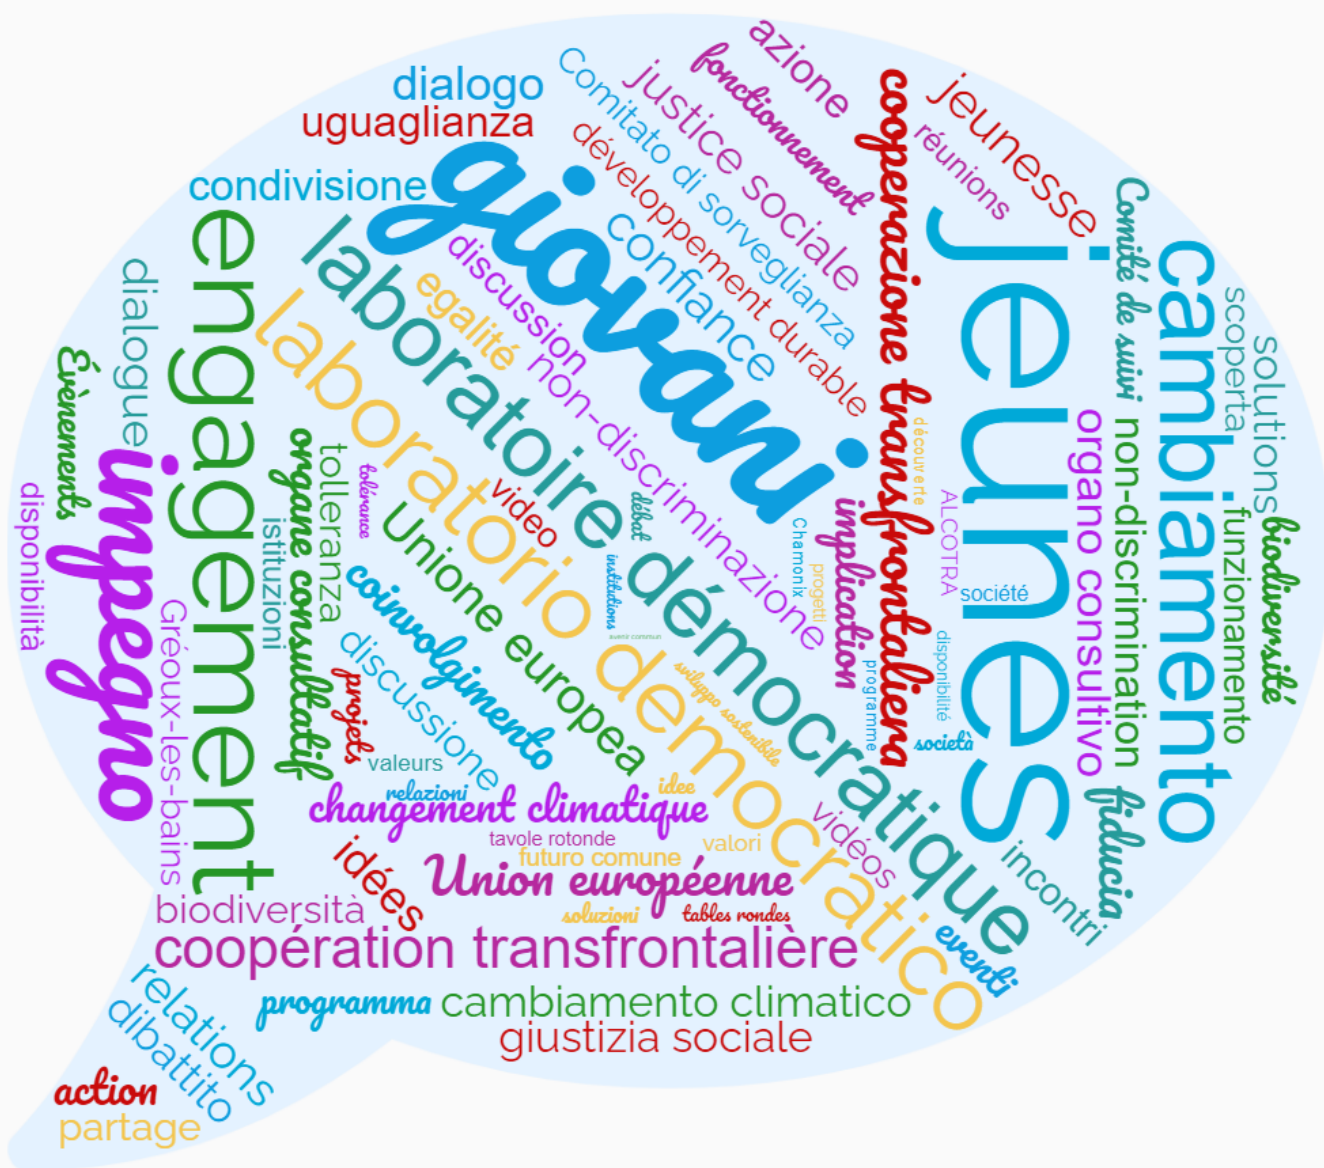 azione
fonctionnement
justice sociale
Comitato di sorveglianza
développement durable
dialogo
uguaglianza
condivisione
giovani
confiance
cooperazione transfrontaliera
jeunesse
réunions
jeunes
Comité de suivi
cambiamento
scoperta
solutions
engagement
laboratoire démocratique
laboratorio democratico
discussion
egalité
non-discriminazione
dialogue
Évènements
impegno
disponibilità
Gréoux-les-bains
istituzioni
organe consultatif
tolleranza
tolérance
video
débat
Unione europea
institutions
avenir commun
Chamonix
progetti
implication
découverte
ALCOTRA
société
organo consultivo
non-discrimination
funzionamento
biodiversité
coinvolgimento
discussione
projets
valeurs
relazioni
sviluppo sostenibile
programme
disponibilité
società
idee
changement climatique
tavole rotonde
futuro comune
valori
vidéos
fiducia
incontri
idées
Union européenne
soluzioni
tables rondes
biodiversità
coopération transfrontalière
eventi
programma
cambiamento climatico
giustizia sociale
relations
dibattito
action
partage